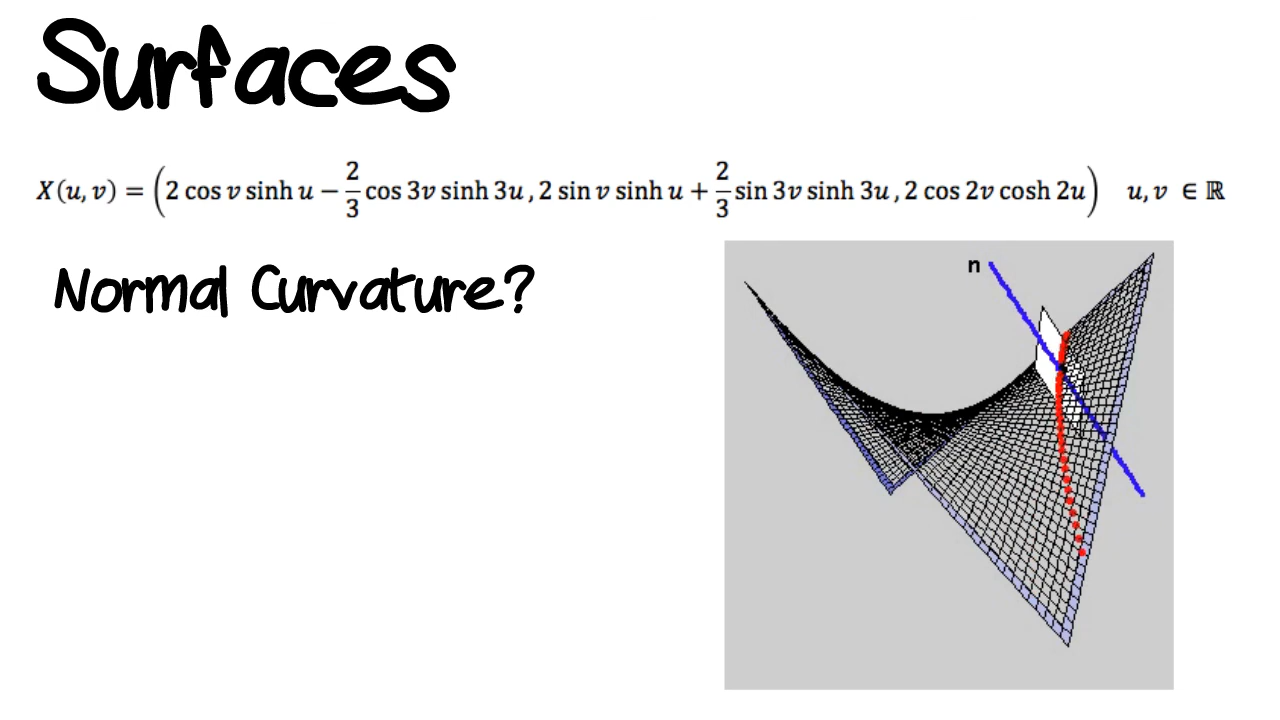 Surfaces
X(u, v) = (2 cos v sinh u − 2/3 cos 3v sinh 3u , 2 sin v sinh u + 2/3 sin 3v sinh 3u , 2 cos 2v cosh 2u) u, v ∈ ℝ
Normal Curvature?
n